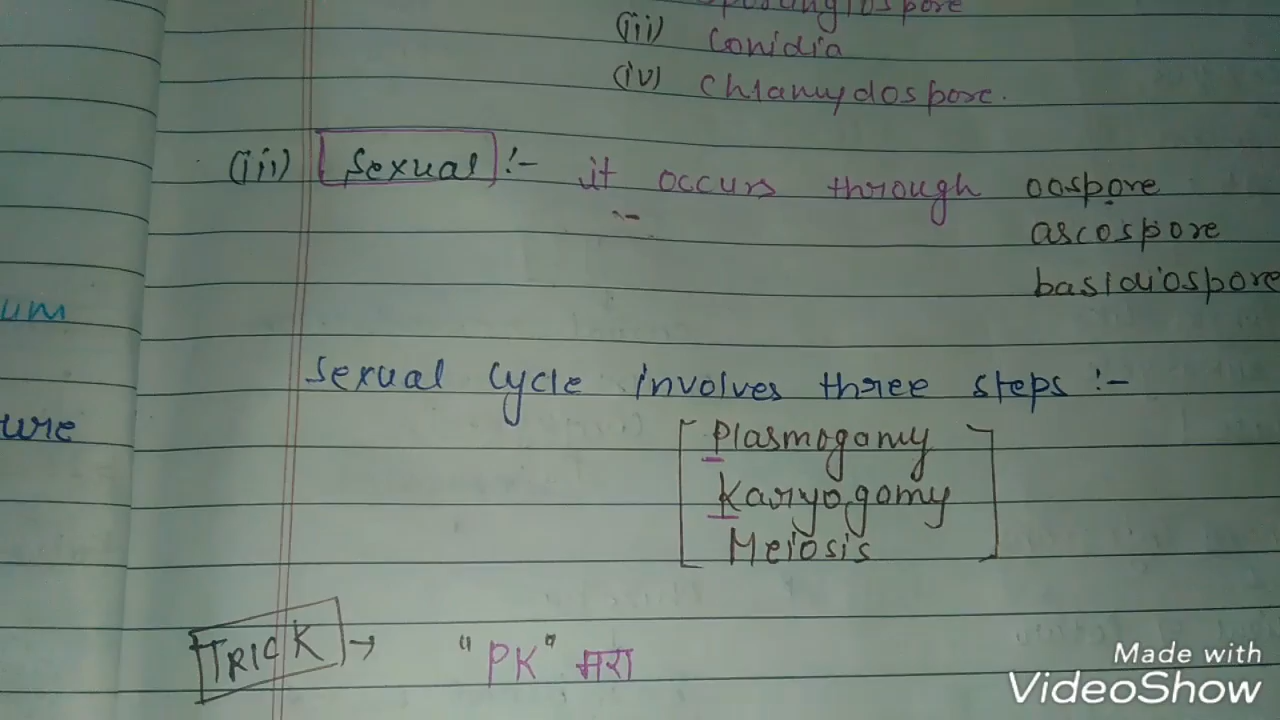 (iii) Conidia
(iv) Chlamydospore.
(iii) Sexual :- it occurs through oospore
ascospore
basidiospore
um
Sexual cycle involves three steps :-
ure
Plasmogamy
Karyogamy
Meiosis
TRICK → "PK" मरा
Made with
VideoShow